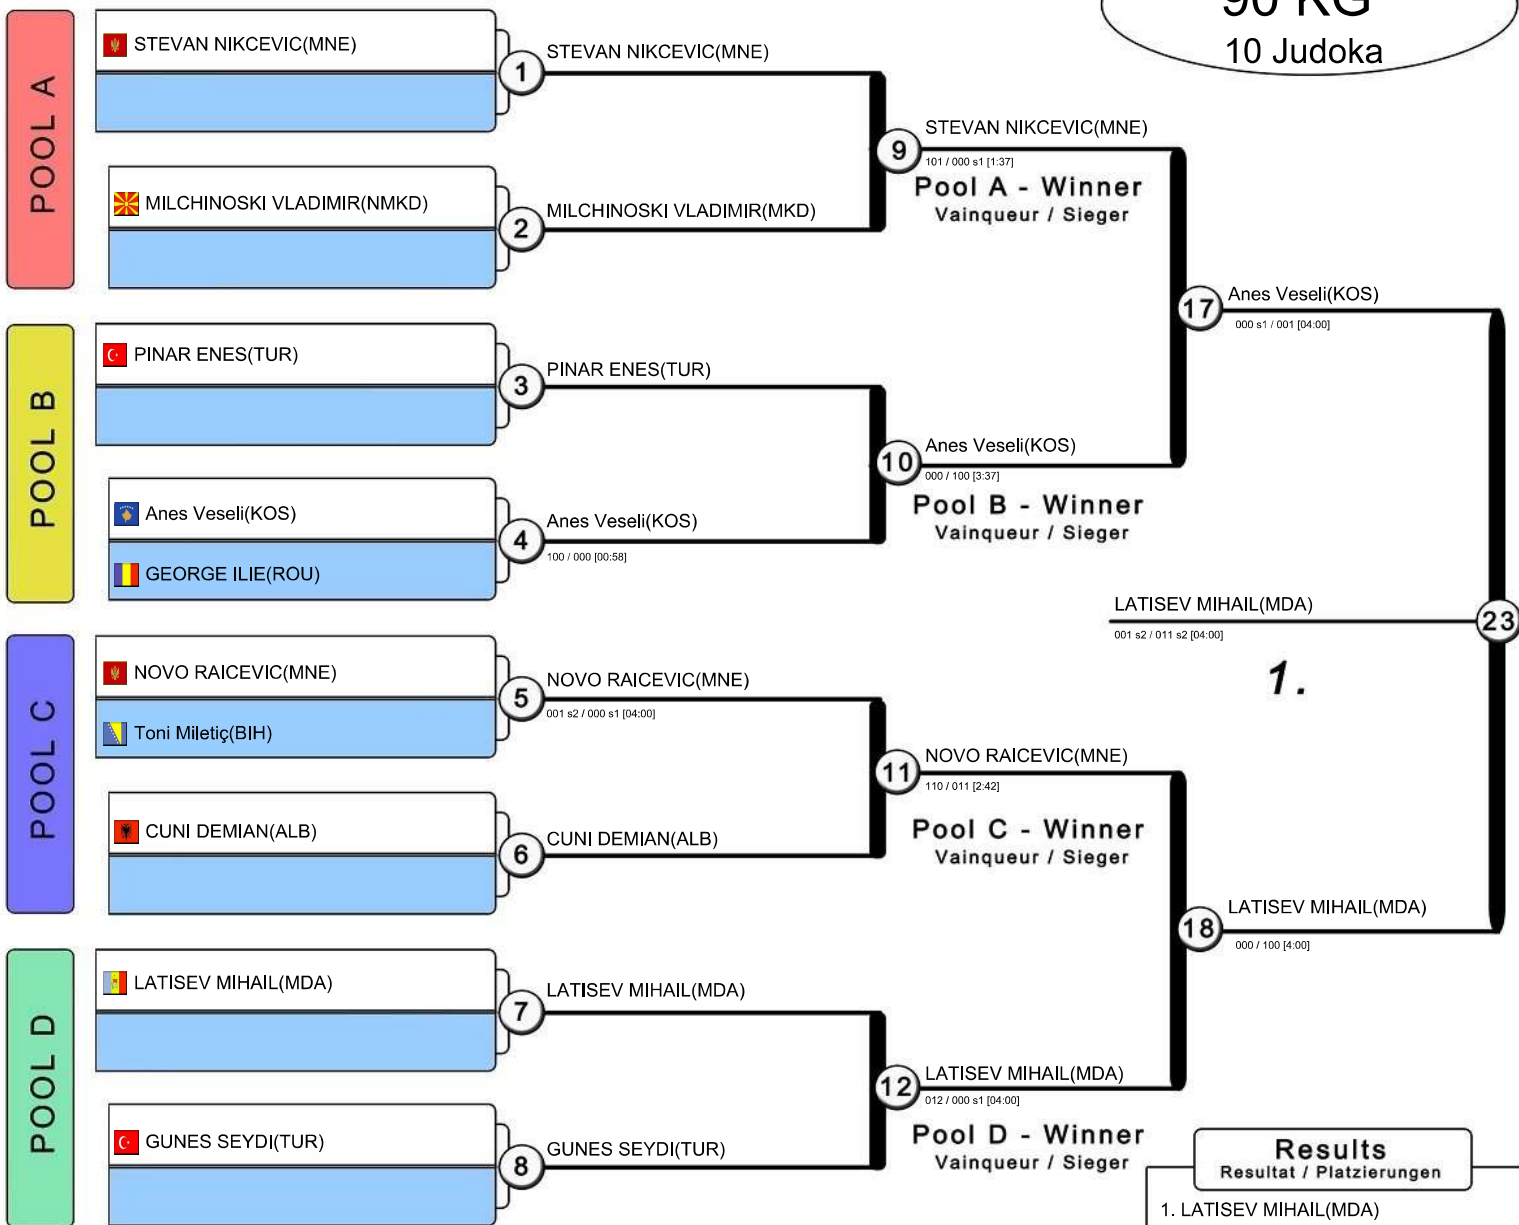 90 KG
10 Judoka
POOL A
STEVAN NIKCEVIC(MNE)
1
STEVAN NIKCEVIC(MNE)
MILCHINOSKI VLADIMIR(NMKD)
2
MILCHINOSKI VLADIMIR(MKD)
9
STEVAN NIKCEVIC(MNE)
101 / 000 s1 [1:37]
Pool A - Winner
Vainqueur / Sieger
POOL B
PINAR ENES(TUR)
3
PINAR ENES(TUR)
Anes Veseli(KOS)
GEORGE ILIE(ROU)
4
Anes Veseli(KOS)
100 / 000 [00:58]
10
Anes Veseli(KOS)
000 / 100 [3:37]
Pool B - Winner
Vainqueur / Sieger
17
Anes Veseli(KOS)
000 s1 / 001 [04:00]
POOL C
NOVO RAICEVIC(MNE)
Toni Miletiç(BIH)
5
NOVO RAICEVIC(MNE)
001 s2 / 000 s1 [04:00]
CUNI DEMIAN(ALB)
6
CUNI DEMIAN(ALB)
11
NOVO RAICEVIC(MNE)
110 / 011 [2:42]
Pool C - Winner
Vainqueur / Sieger
POOL D
LATISEV MIHAIL(MDA)
7
LATISEV MIHAIL(MDA)
GUNES SEYDI(TUR)
8
GUNES SEYDI(TUR)
12
LATISEV MIHAIL(MDA)
012 / 000 s1 [04:00]
Pool D - Winner
Vainqueur / Sieger
18
LATISEV MIHAIL(MDA)
000 / 100 [4:00]
LATISEV MIHAIL(MDA)
23
001 s2 / 011 s2 [04:00]
1.
Results
Resultat / Platzierungen
1. LATISEV MIHAIL(MDA)